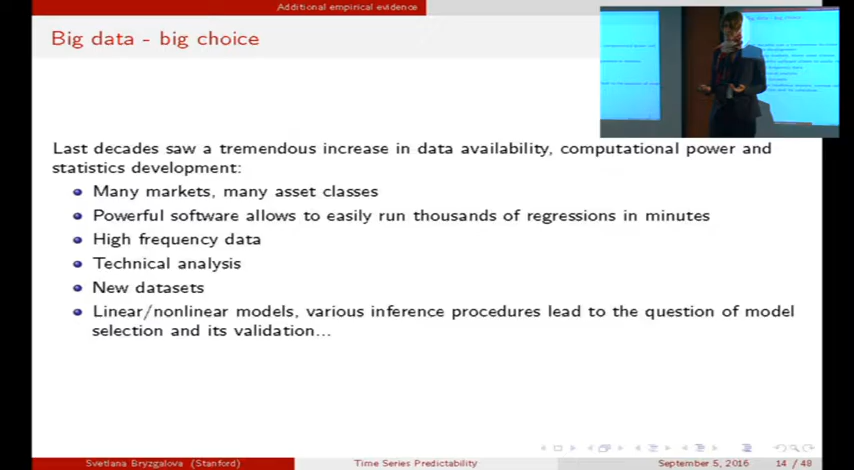 Additional empirical evidence
Big data - big choice
Last decades saw a tremendous increase in data availability, computational power and
statistics development:
Many markets, many asset classes
Powerful software allows to easily run thousands of regressions in minutes
High frequency data
Technical analysis
New datasets
Linear/nonlinear models, various inference procedures lead to the question of model
selection and its validation...
Svetlana Bryzgalova (Stanford)
Time Series Predictability
September 5, 2016
14 / 48